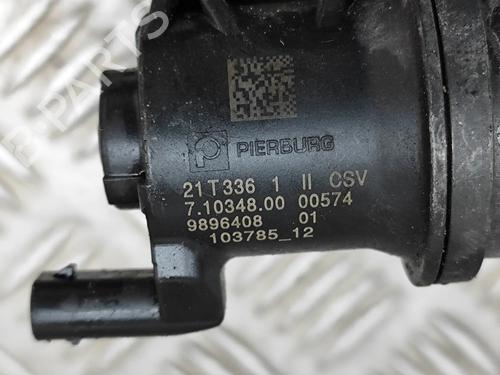 PIERBURG
21T336 1 II CSV
7.10348.00 00574
9896408 01
103785_12
B-PARTS